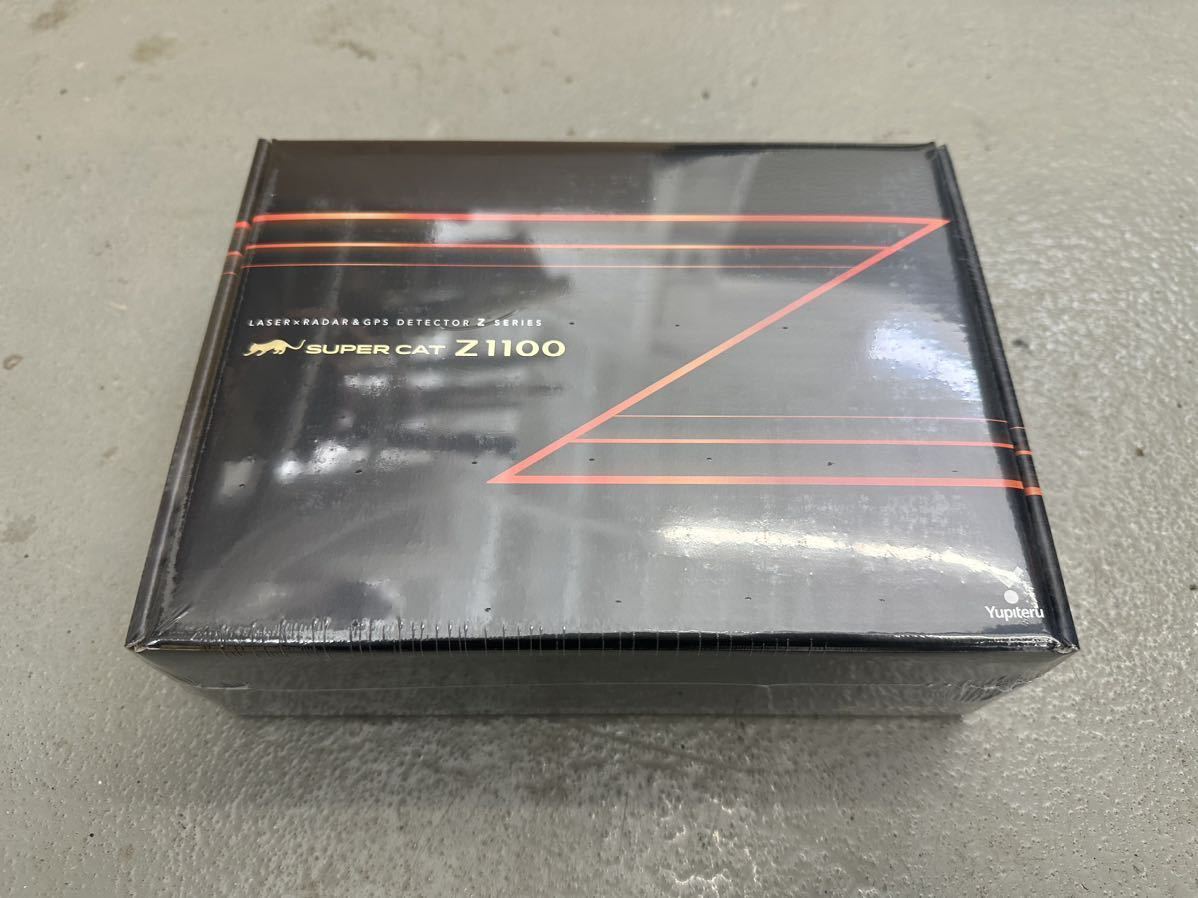 LASER×RADAR&GPS DETECTOR Z SERIES
SUPER CAT Z1100
Yupiteru